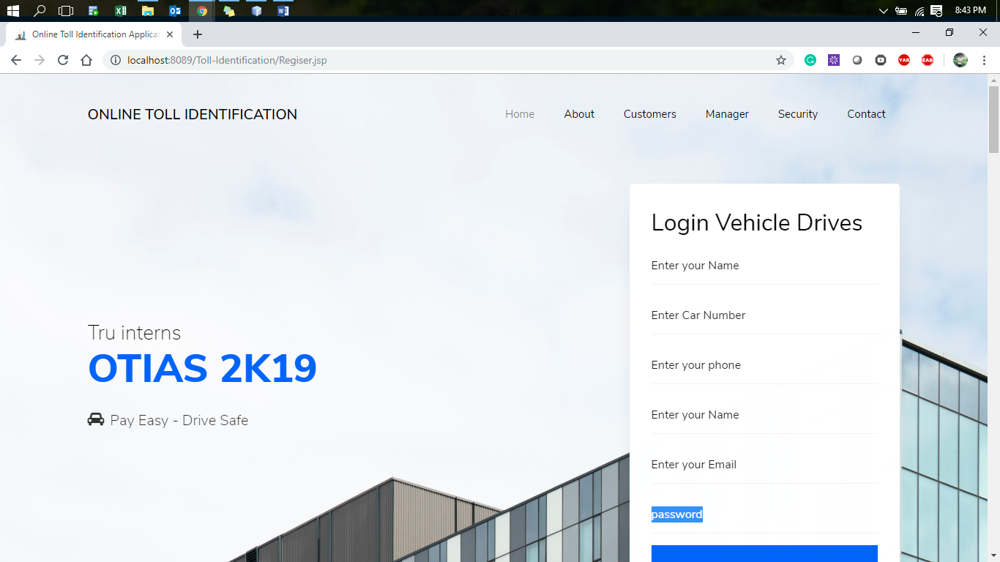 8:43 PM
Online Toll Identification Applicat
localhost:8089/Toll-Identification/Regiser.jsp
YAB
EAB
ONLINE TOLL IDENTIFICATION
Home
About
Customers
Manager
Security
Contact
Login Vehicle Drives
Enter your Name
Enter Car Number
Enter your phone
Enter your Name
Enter your Email
password
Tru interns
OTIAS 2K19
Pay Easy - Drive Safe